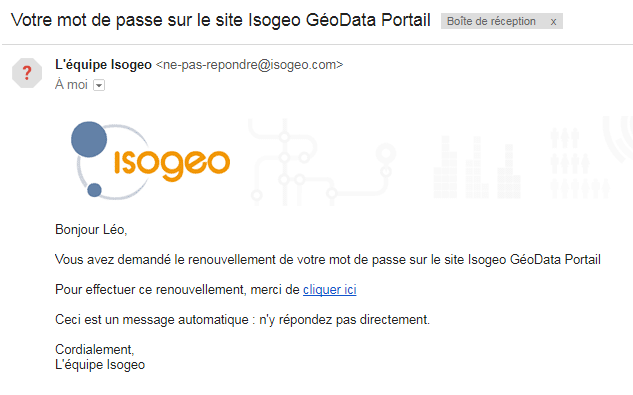 Votre mot de passe sur le site Isogeo GéoData Portail Boîte de réception x
?
L'équipe Isogeo <ne-pas-repondre@isogeo.com>
À moi
ısogeo
Bonjour Léo,
Vous avez demandé le renouvellement de votre mot de passe sur le site Isogeo GéoData Portail
Pour effectuer ce renouvellement, merci de cliquer ici
Ceci est un message automatique : n'y répondez pas directement.
Cordialement,
L'équipe Isogeo